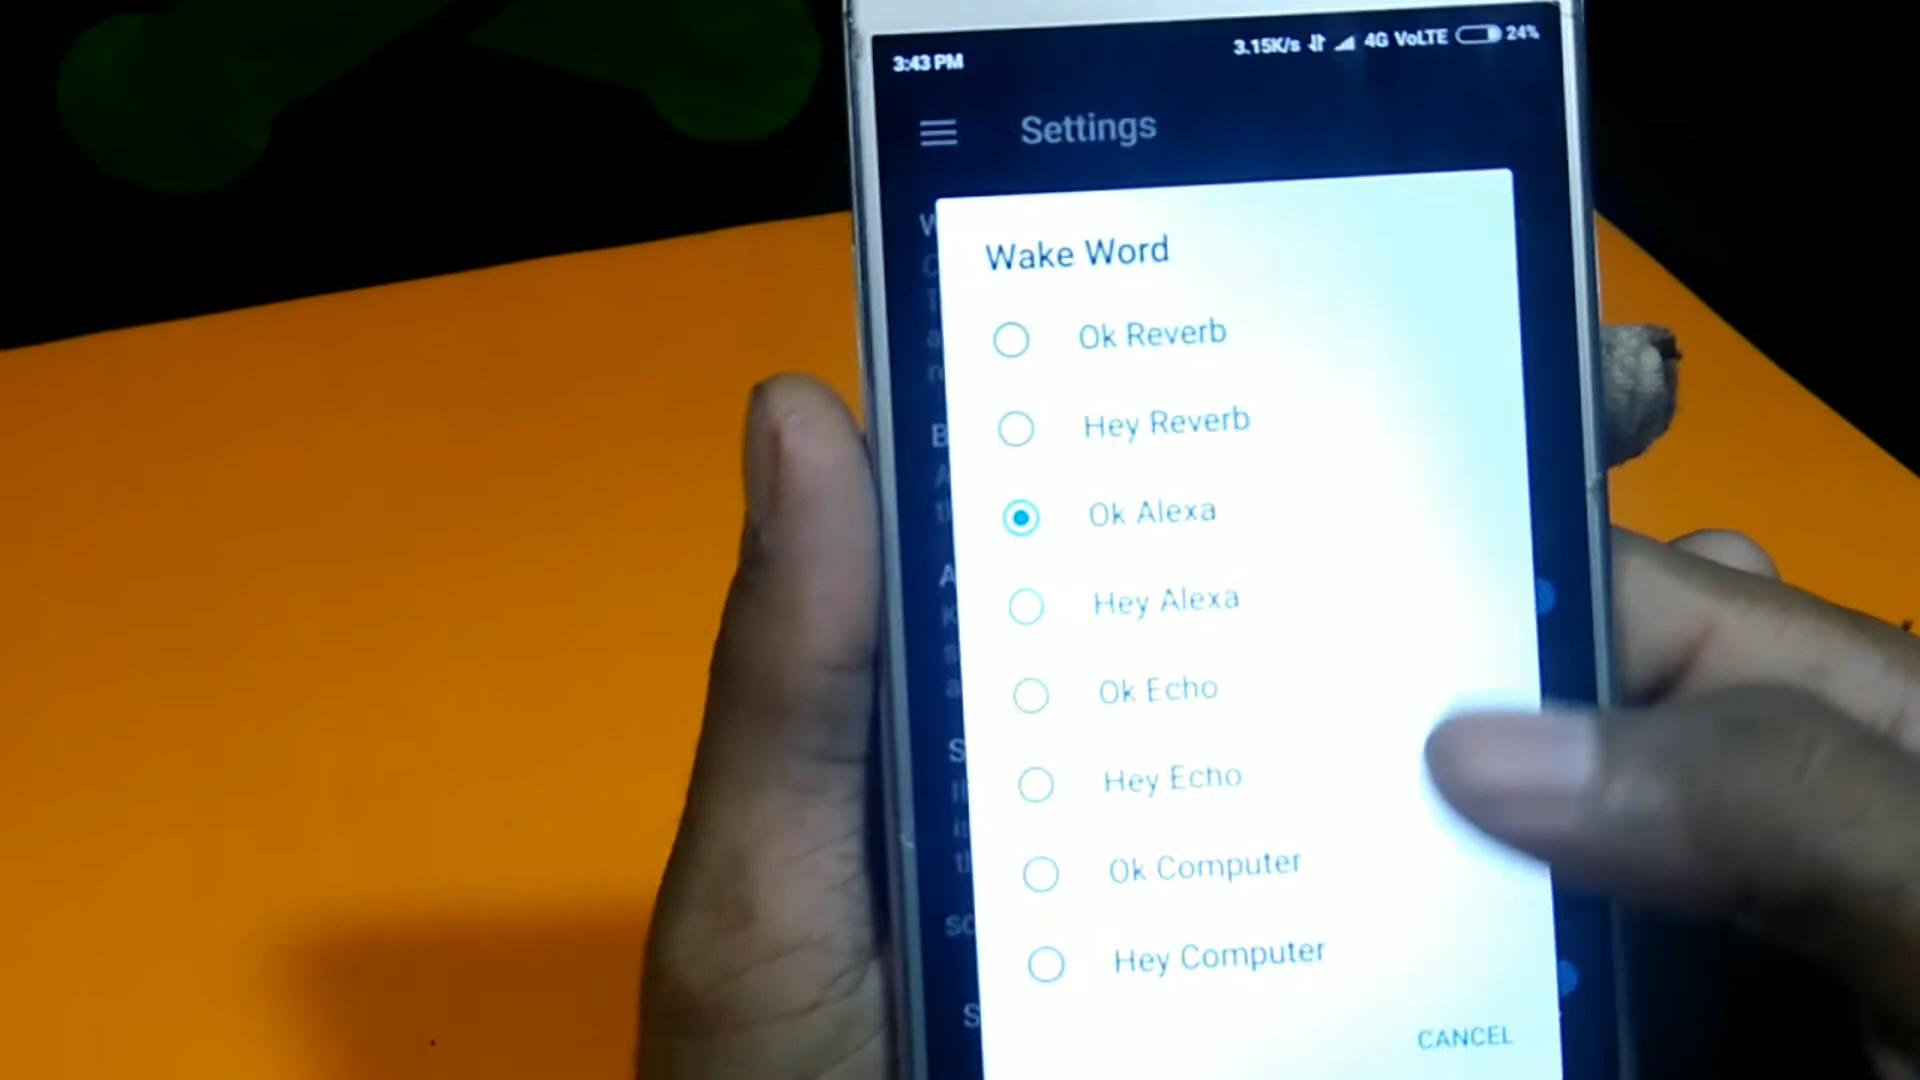 3:43 PM 3.15K/s 4G VoLTE 24%
Settings
Wake Word
Ok Reverb
Hey Reverb
Ok Alexa
Hey Alexa
Ok Echo
Hey Echo
Ok Computer
Hey Computer
CANCEL